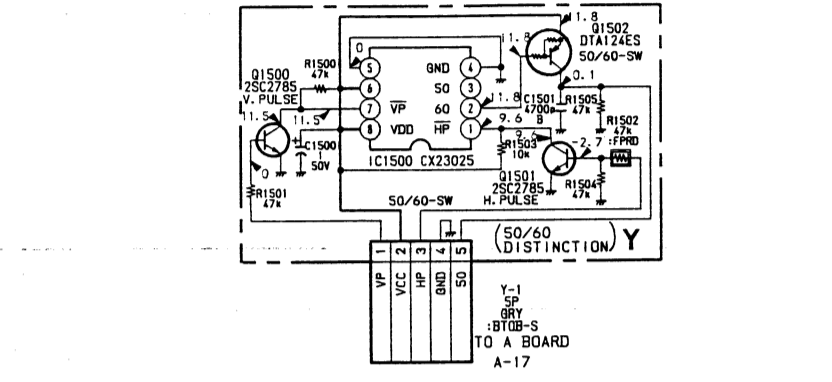 11.8
Q1502
DTA124ES
50/60-SW
11.8
0
R1500
47k
Q1500
2SC2785
V.PULSE
5
6
7
8
GND
50
60
HP
4
3
2
1
VP
VDD
11.8
0.1
C1501
4700p
B
R1505
47k
R1502
47k
:FPRD
11.5
11.5
9.6
9.6
C1500
1
50V
+
IC1500 CX23025
R1503
10k
-2.7
Q1501
2SC2785
H.PULSE
R1504
47k
0
R1501
47k
50/60-SW
(50/60
DISTINCTION)
Y
1
2
3
4
5
VP
VCC
HP
GND
50
Y-1
5P
GRY
:BTOB-S
TO A BOARD
A-17